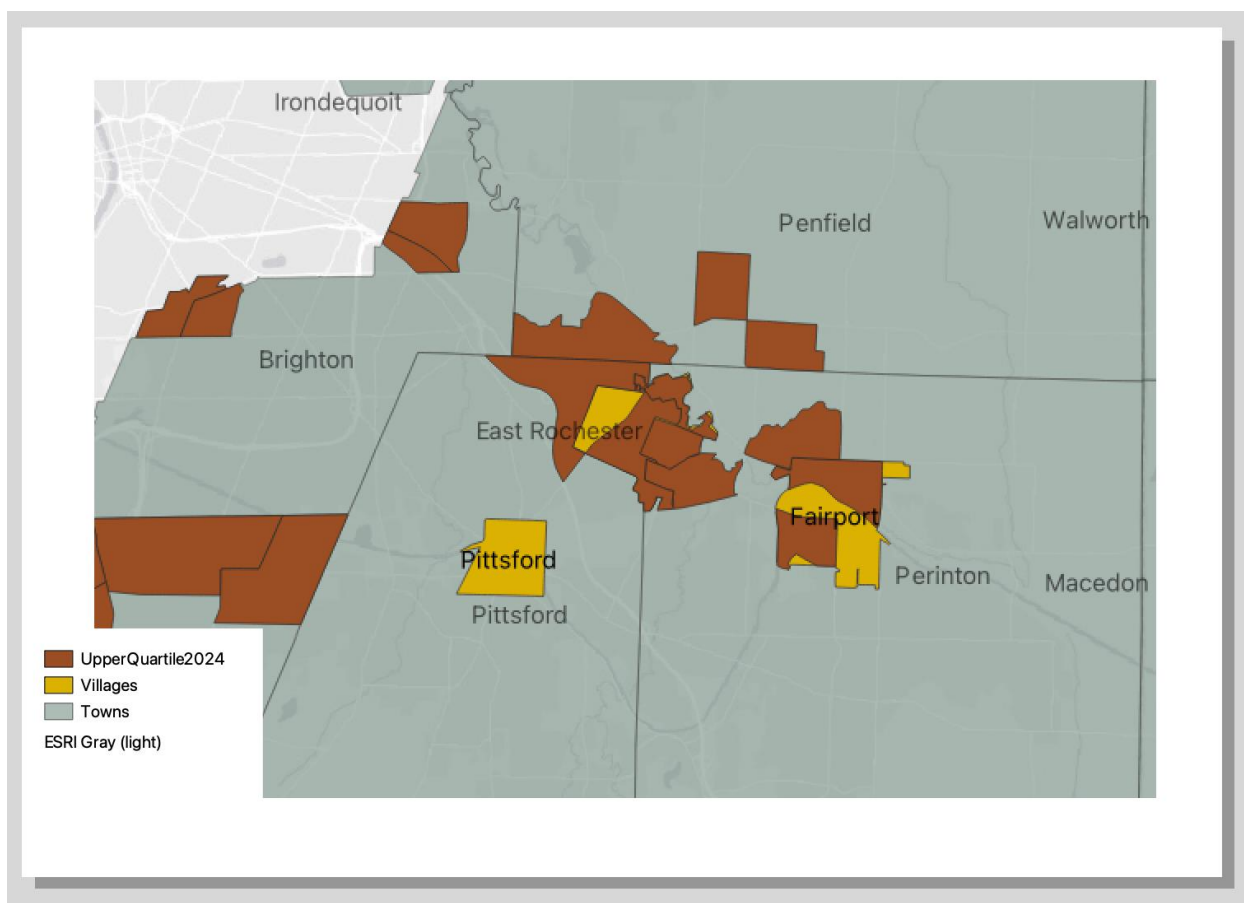 Irondequoit
Penfield
Walworth
Brighton
East Rochester
Fairport
Pittsford
Perinton
Macedon
Pittsford
UpperQuartile2024
Villages
Towns
ESRI Gray (light)